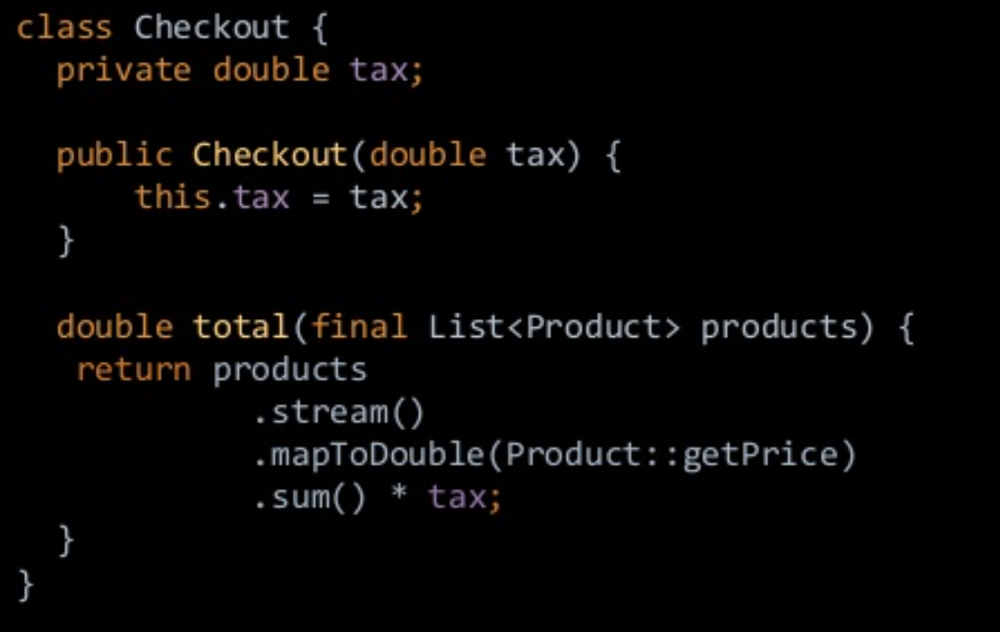 class Checkout {
  private double tax;

  public Checkout(double tax) {
      this.tax = tax;
  }

  double total(final List<Product> products) {
   return products
            .stream()
            .mapToDouble(Product::getPrice)
            .sum() * tax;
  }
}